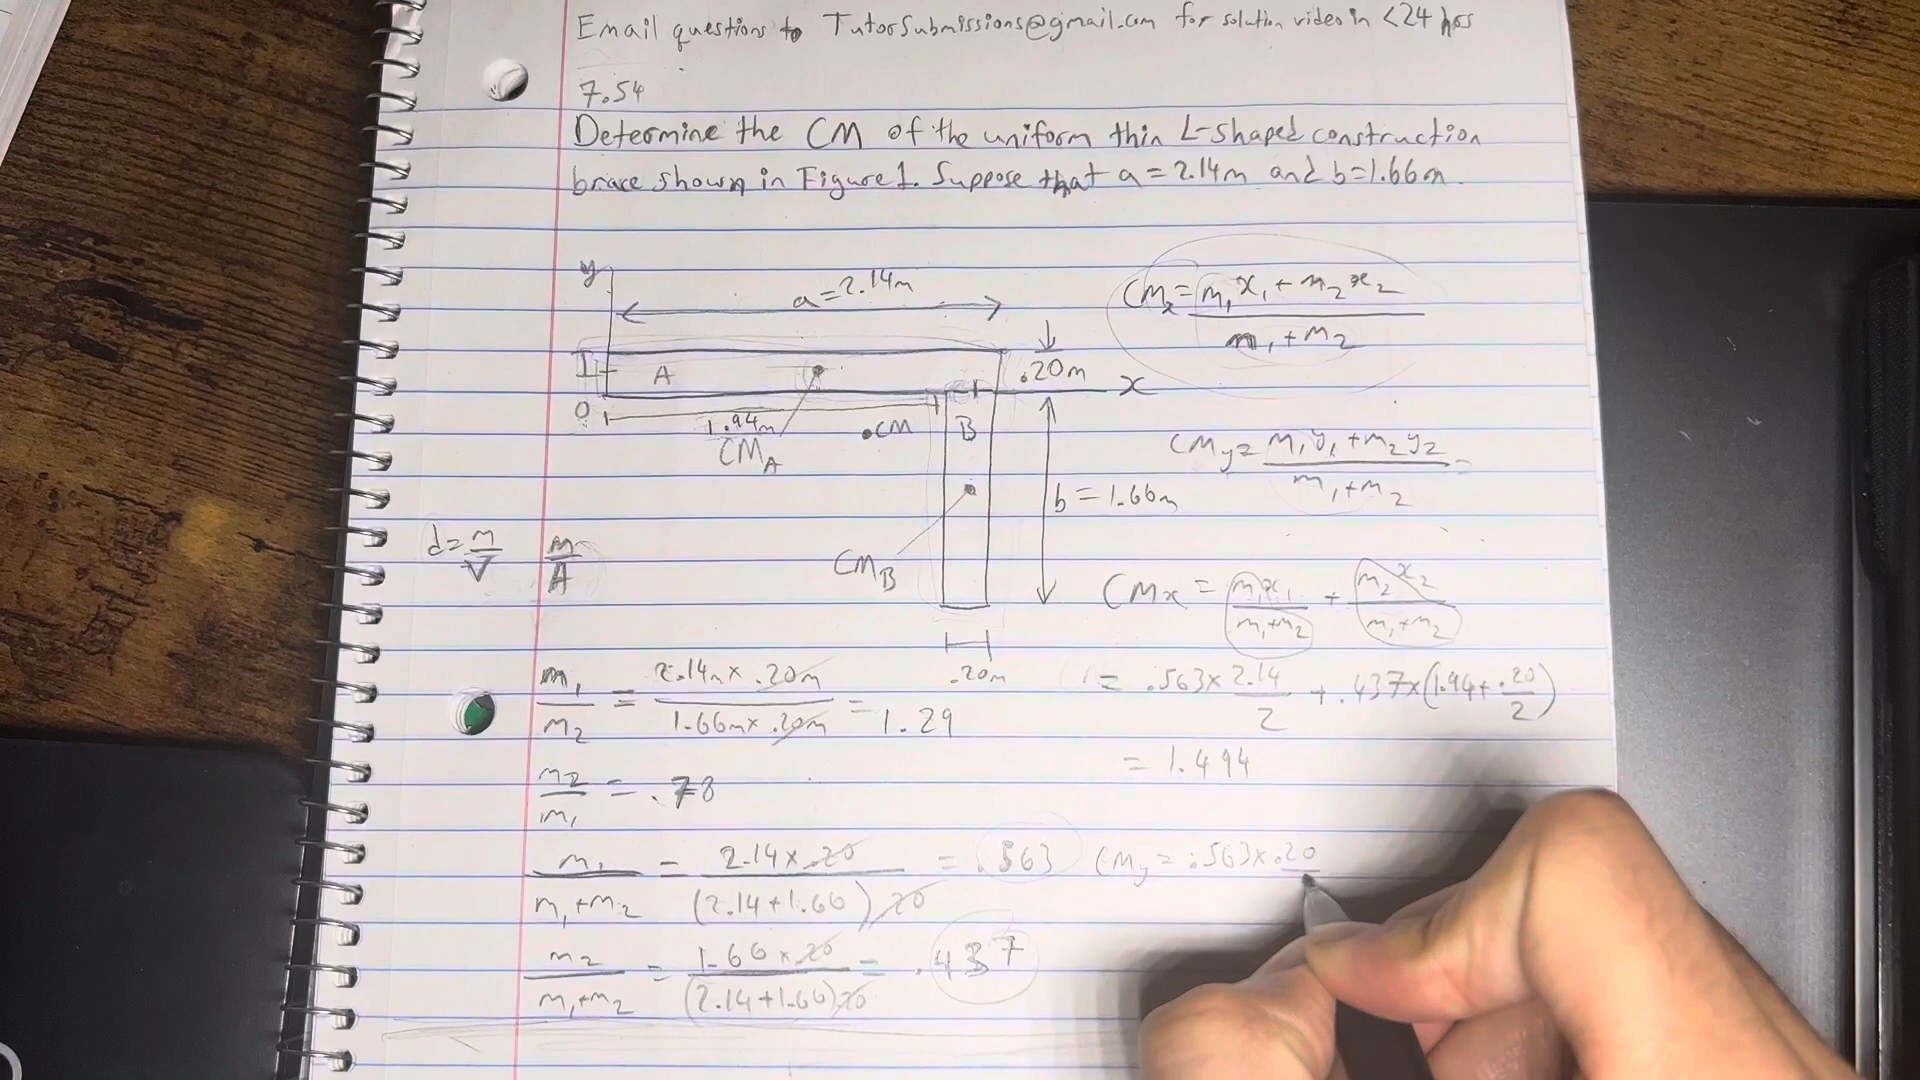 Email questions to TutorSubmissions@gmail.com for solution video in <24 hrs
7.54
Determine the CM of the uniform thin L-shaped construction
brace shown in Figure 1. Suppose that a = 2.14m and b = 1.66m.
y
a = 2.14m
CMx = m1x1 + m2x2
m1 + m2
A
.20m
x
0
1.94m
CMA
.CM
B
CMy = m1y1 + m2y2 =
m1 + m2
b = 1.66m
d = m/V
m/A
CMB
CMx = m1x1/m1+m2 + m2x2/m1+m2
.20m
m1/m2 = 2.14m x .20m / 1.66m x .20m = 1.29
= .563 x 2.14/2 + .437 x (1.94 + .20/2)
= 1.494
m2/m1 = .78
m1/m1+m2 = 2.14 x .20 / (2.14 + 1.66) .20 = .563
CMy = .563 x .20
m2/m1+m2 = 1.66 x .20 / (2.14 + 1.66) .20 = .437